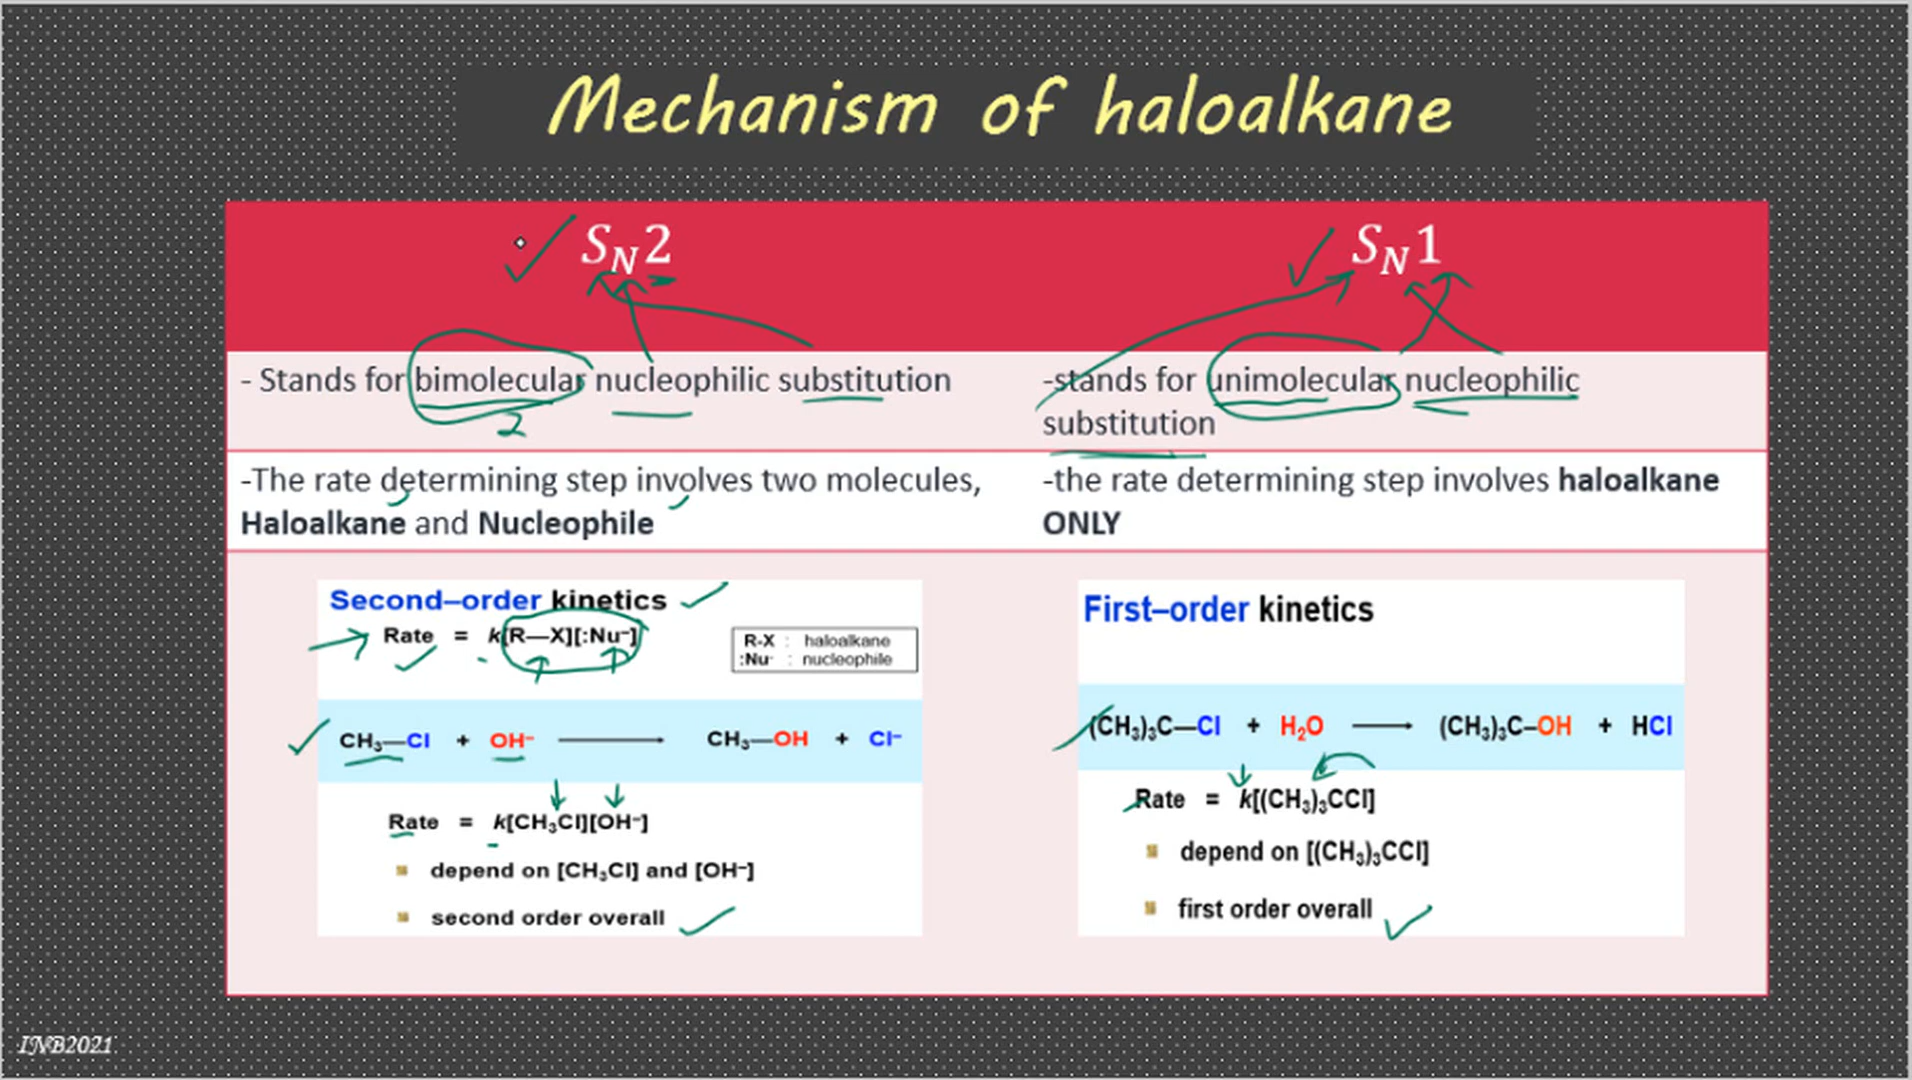 Mechanism of haloalkane
S_N2
S_N1
- Stands for bimolecular nucleophilic substitution
2
-stands for unimolecular nucleophilic
substitution
-The rate determining step involves two molecules,
Haloalkane and Nucleophile
-the rate determining step involves haloalkane
ONLY
Second–order kinetics
Rate = k[R—X][:Nu⁻]
R-X : haloalkane
:Nu⁻ : nucleophile
CH₃—Cl + OH⁻ ⟶ CH₃—OH + Cl⁻
Rate = k[CH₃Cl][OH⁻]
depend on [CH₃Cl] and [OH⁻]
second order overall
First–order kinetics
(CH₃)₃C—Cl + H₂O ⟶ (CH₃)₃C–OH + HCl
Rate = k[(CH₃)₃CCl]
depend on [(CH₃)₃CCl]
first order overall
INB2021